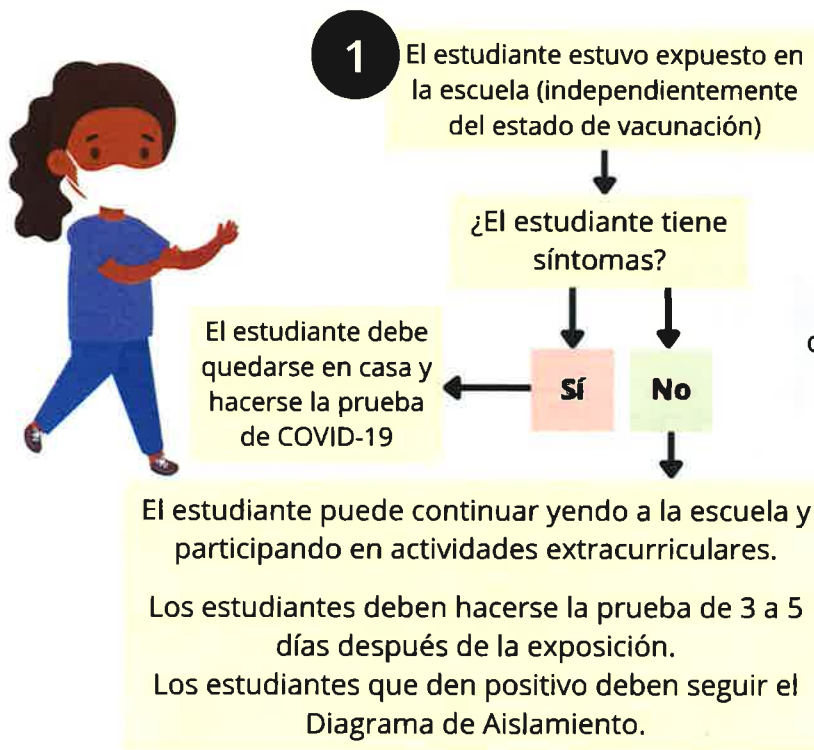 1
El estudiante estuvo expuesto en
la escuela (independientemente
del estado de vacunación)
¿El estudiante tiene
síntomas?
Sí
No
El estudiante debe
quedarse en casa y
hacerse la prueba
de COVID-19
El estudiante puede continuar yendo a la escuela y
participando en actividades extracurriculares.
Los estudiantes deben hacerse la prueba de 3 a 5
días después de la exposición.
Los estudiantes que den positivo deben seguir el
Diagrama de Aislamiento.